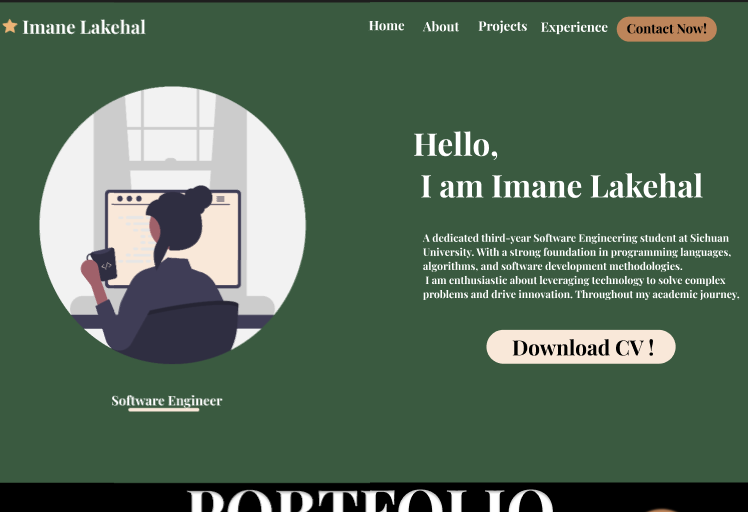 Imane Lakehal
Home About Projects Experience Contact Now!
Hello,
I am Imane Lakehal
A dedicated third-year Software Engineering student at Sichuan
University. With a strong foundation in programming languages,
algorithms, and software development methodologies.
I am enthusiastic about leveraging technology to solve complex
problems and drive innovation. Throughout my academic journey.
Download CV !
Software Engineer
PORTFOLIO